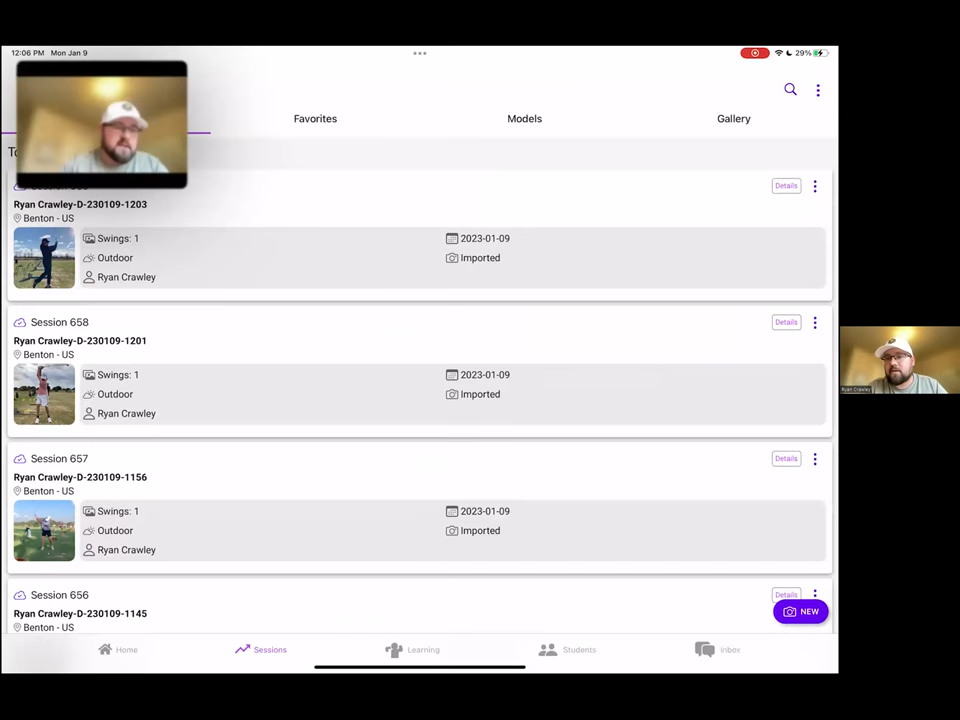 12:06 PM Mon Jan 9
29%
Favorites
Models
Gallery
Details
Ryan Crawley-D-230109-1203
Benton - US
Swings: 1
2023-01-09
Outdoor
Imported
Ryan Crawley
Session 658
Details
Ryan Crawley-D-230109-1201
Benton - US
Swings: 1
2023-01-09
Outdoor
Imported
Ryan Crawley
Session 657
Details
Ryan Crawley-D-230109-1156
Benton - US
Swings: 1
2023-01-09
Outdoor
Imported
Ryan Crawley
Session 656
Details
Ryan Crawley-D-230109-1145
NEW
Benton - US
Home
Sessions
Learning
Students
inbox
Ryan Crawley